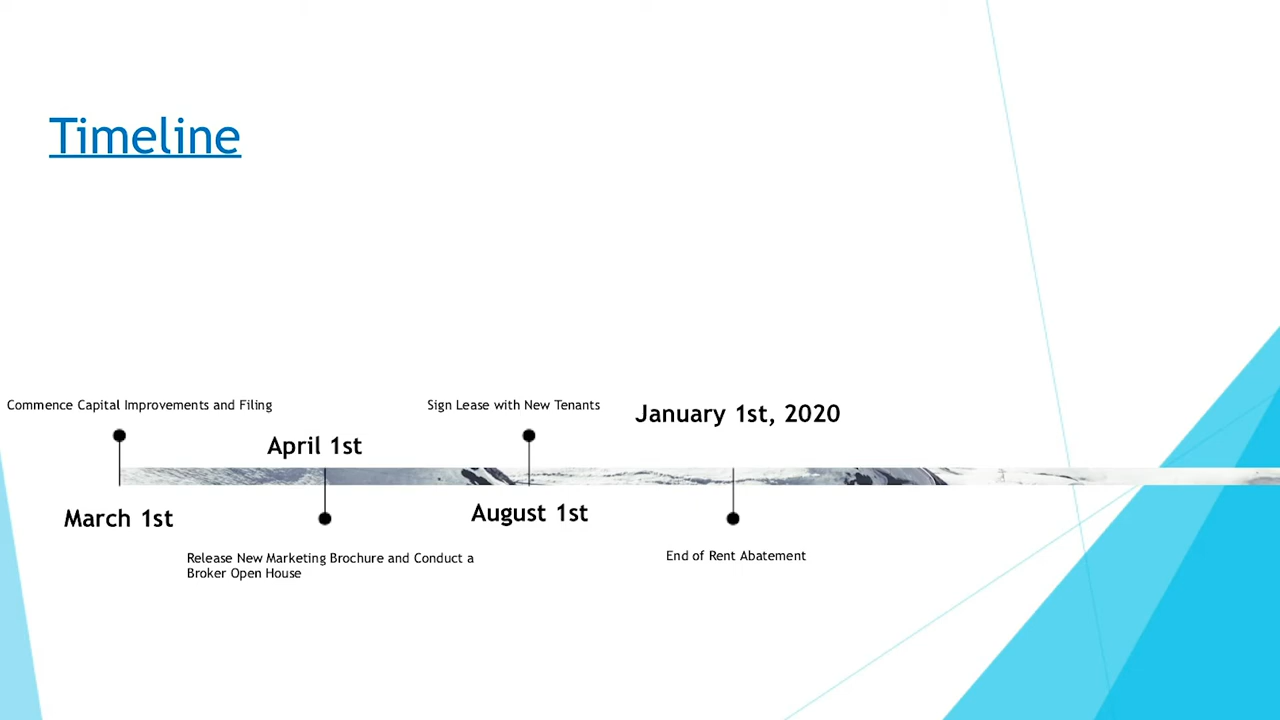 Timeline
Commence Capital Improvements and Filing
March 1st
April 1st
Release New Marketing Brochure and Conduct a
Broker Open House
Sign Lease with New Tenants
August 1st
January 1st, 2020
End of Rent Abatement